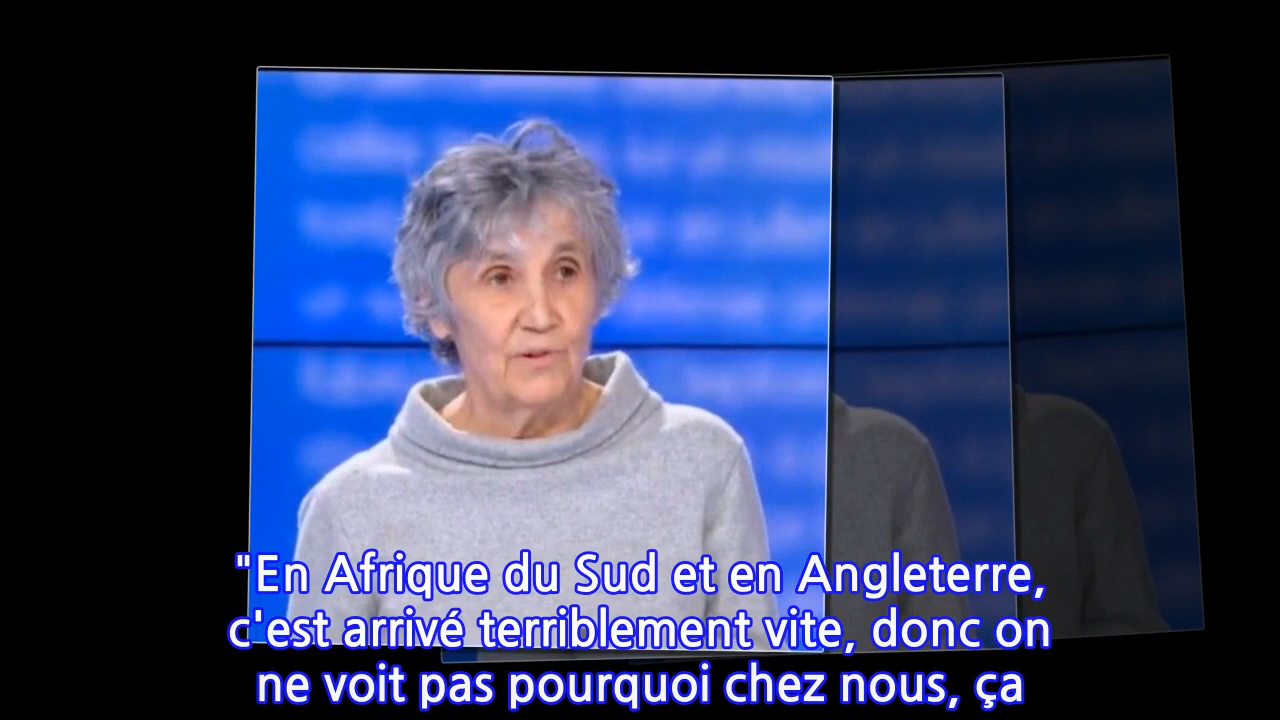 "En Afrique du Sud et en Angleterre,
c'est arrivé terriblement vite, donc on
ne voit pas pourquoi chez nous, ça